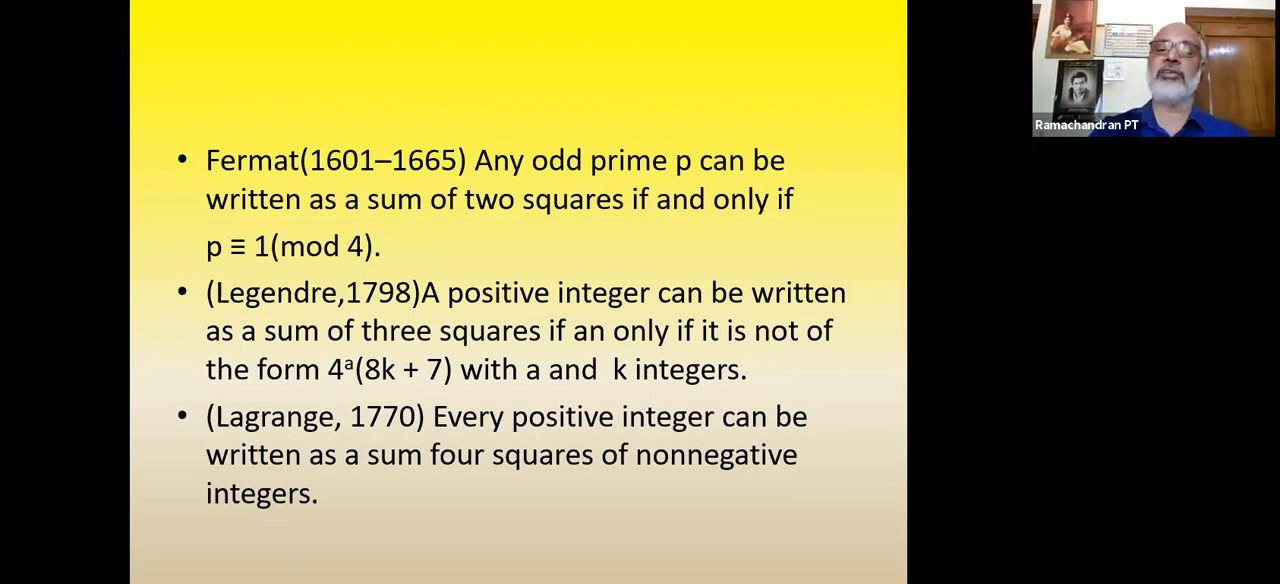 • Fermat(1601–1665) Any odd prime p can be
written as a sum of two squares if and only if
p ≡ 1(mod 4).
• (Legendre,1798)A positive integer can be written
as a sum of three squares if an only if it is not of
the form 4ᵃ(8k + 7) with a and k integers.
• (Lagrange, 1770) Every positive integer can be
written as a sum four squares of nonnegative
integers.
Ramachandran PT